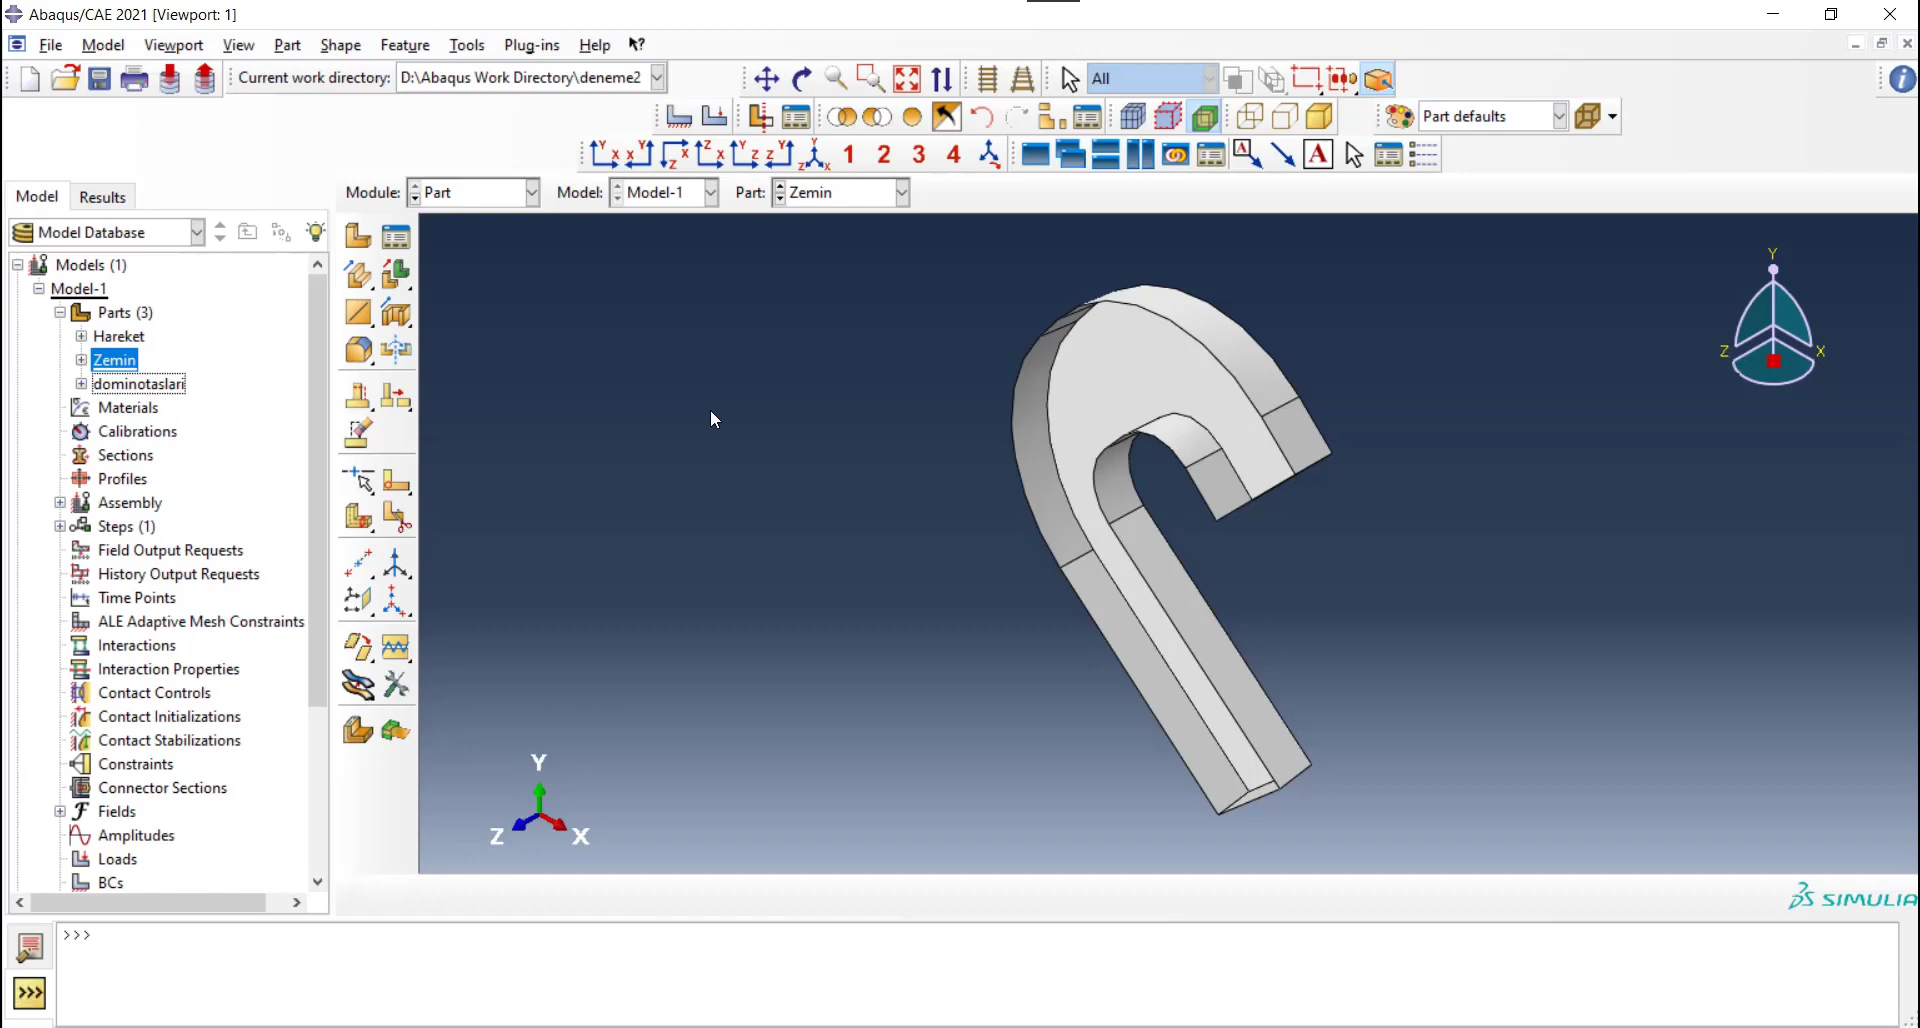 Abaqus/CAE 2021 [Viewport: 1]
File Model Viewport View Part Shape Feature Tools Plug-ins Help
Current work directory: D:\Abaqus Work Directory\deneme2
All
Part defaults
1 2 3 4
A A
Model Results
Module: Part Model: Model-1 Part: Zemin
Model Database
Models (1)
Model-1
Parts (3)
Hareket
Zemin
dominotaslari
Materials
Calibrations
Sections
Profiles
Assembly
Steps (1)
Field Output Requests
History Output Requests
Time Points
ALE Adaptive Mesh Constraints
Interactions
Interaction Properties
Contact Controls
Contact Initializations
Contact Stabilizations
Constraints
Connector Sections
Fields
Amplitudes
Loads
BCs
Y
Z X
Y
Z X
SIMULIA
>>>
>>>